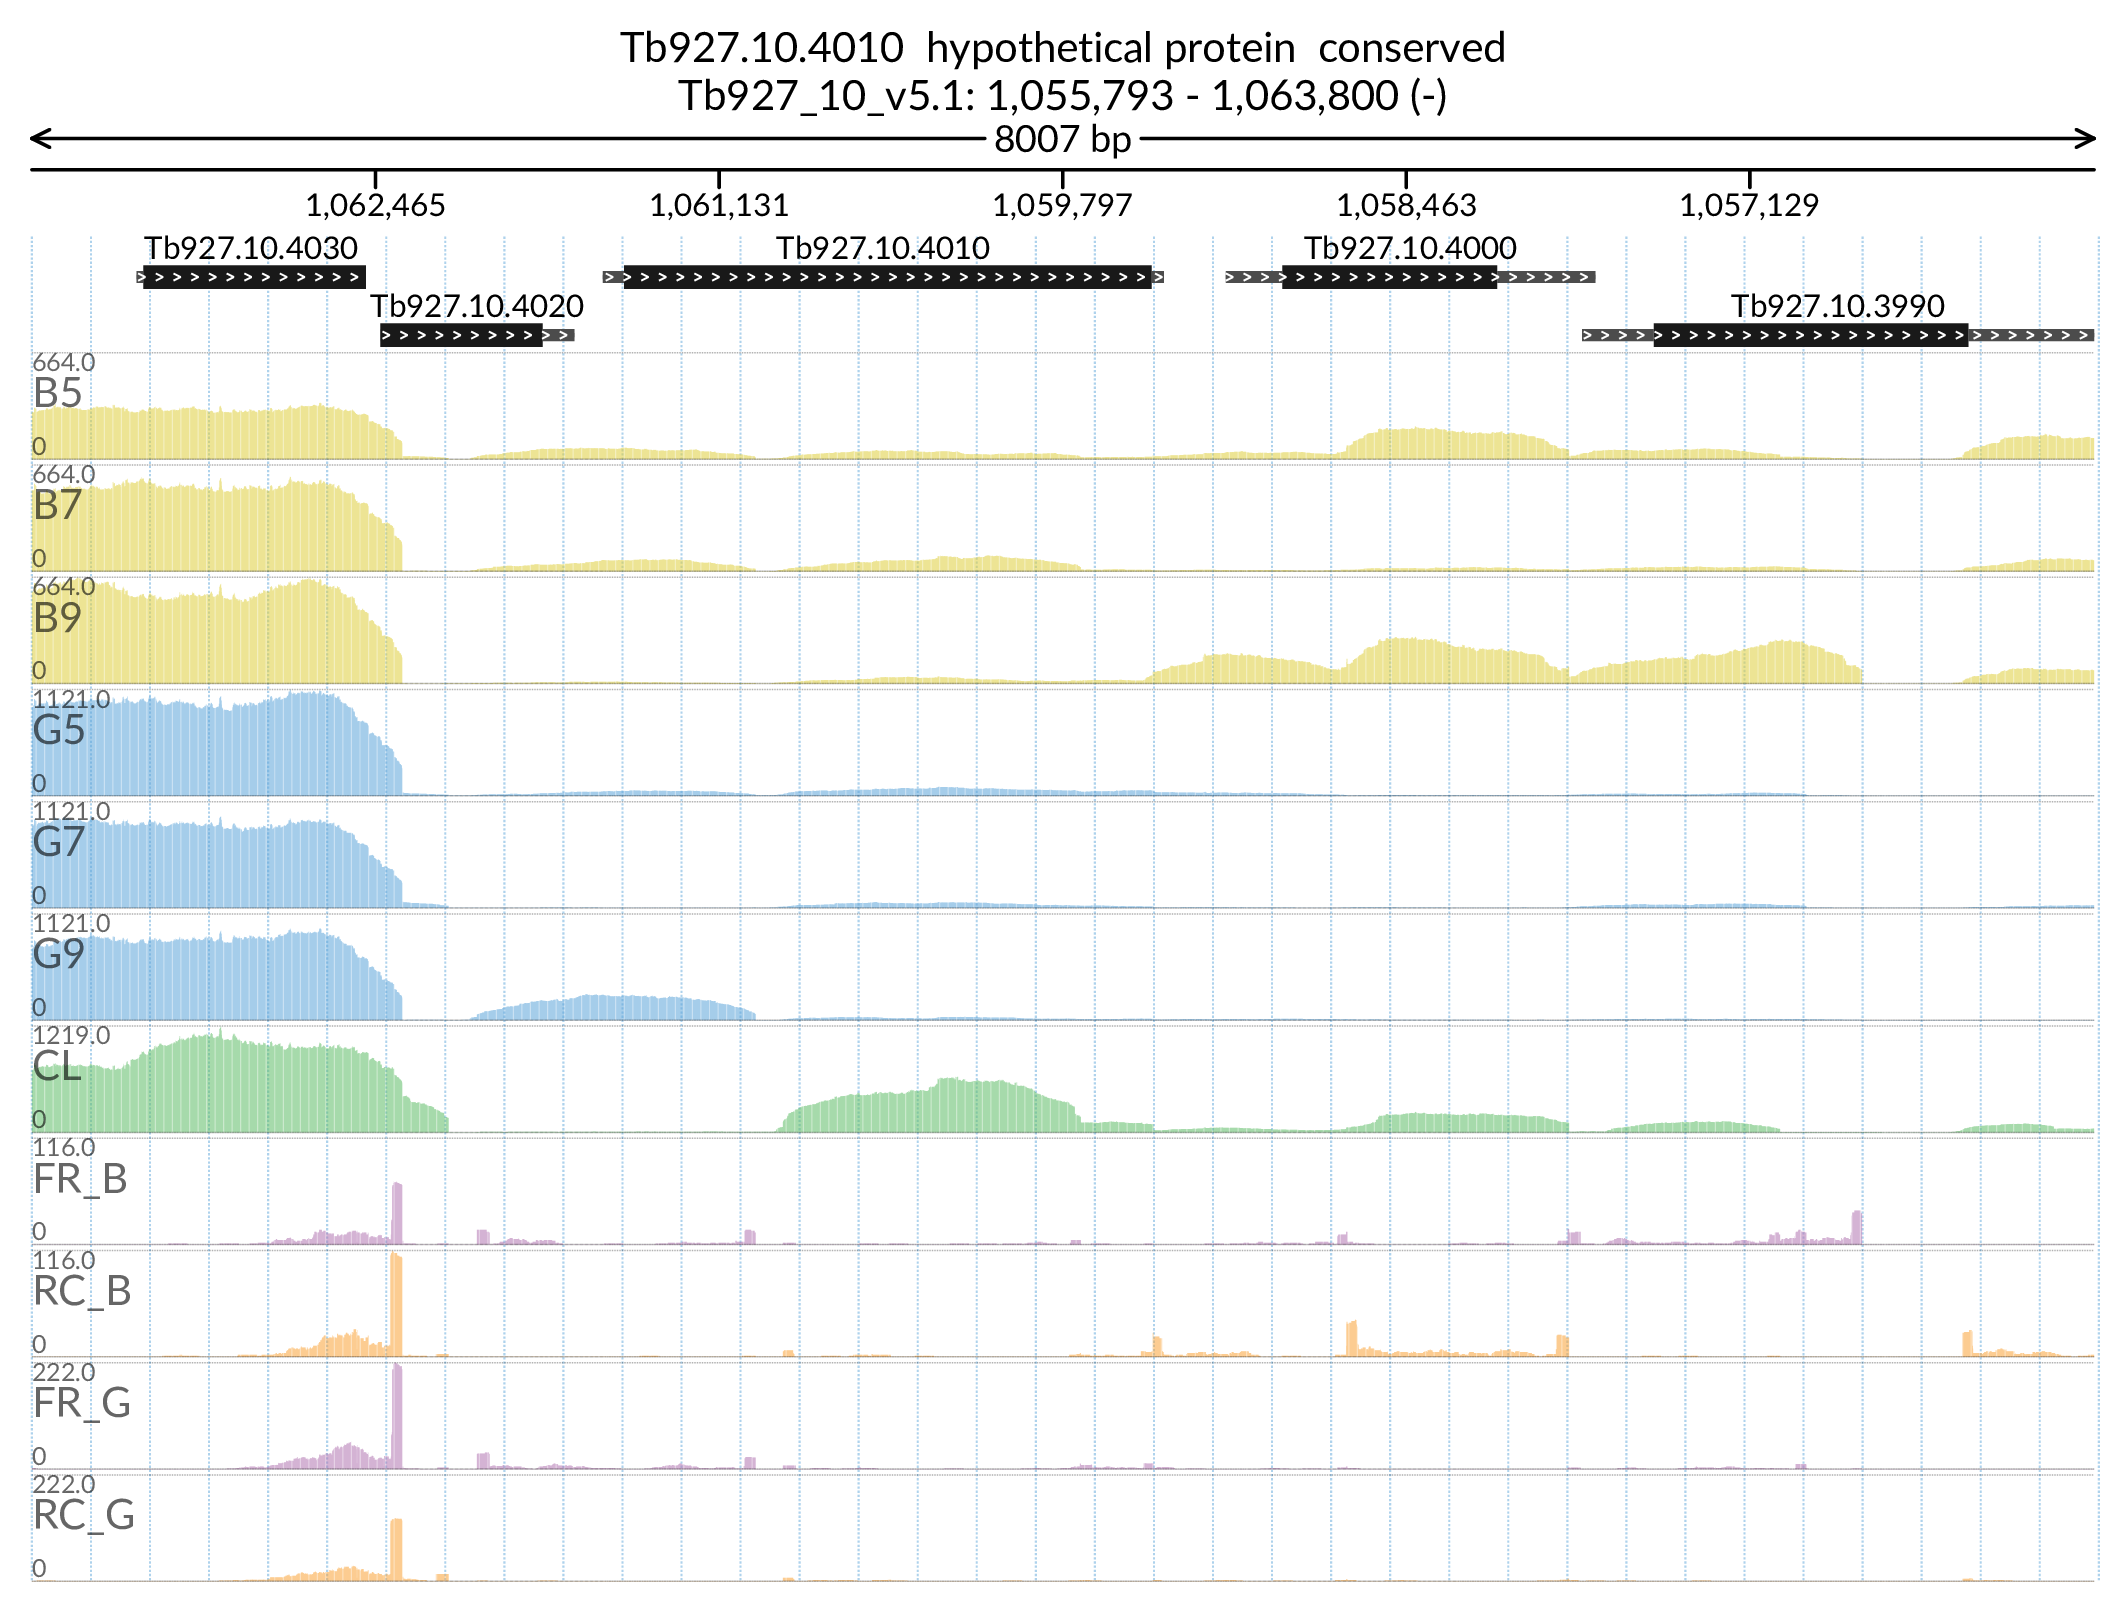 Tb927.10.4010 hypothetical protein conserved
Tb927_10_v5.1: 1,055,793 - 1,063,800 (-)
8007 bp
1,062,465 1,061,131 1,059,797 1,058,463 1,057,129
Tb927.10.4030 Tb927.10.4010 Tb927.10.4000
Tb927.10.4020 Tb927.10.3990
664.0
B5
0
664.0
B7
0
664.0
B9
0
1121.0
G5
0
1121.0
G7
0
1121.0
G9
0
1219.0
CL
0
116.0
FR_B
0
116.0
RC_B
0
222.0
FR_G
0
222.0
RC_G
0